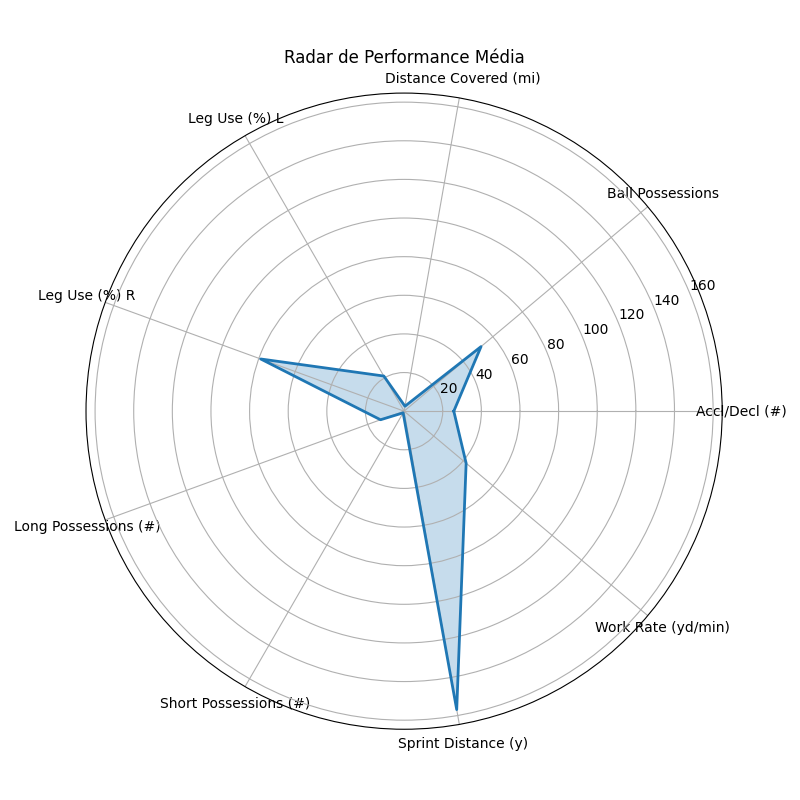 Radar de Performance Média
Distance Covered (mi)
Leg Use (%) L
Ball Possessions
Leg Use (%) R
160
140
120
100
80
60
40
20
Accl/Decl (#)
Long Possessions (#)
Work Rate (yd/min)
Short Possessions (#)
Sprint Distance (y)